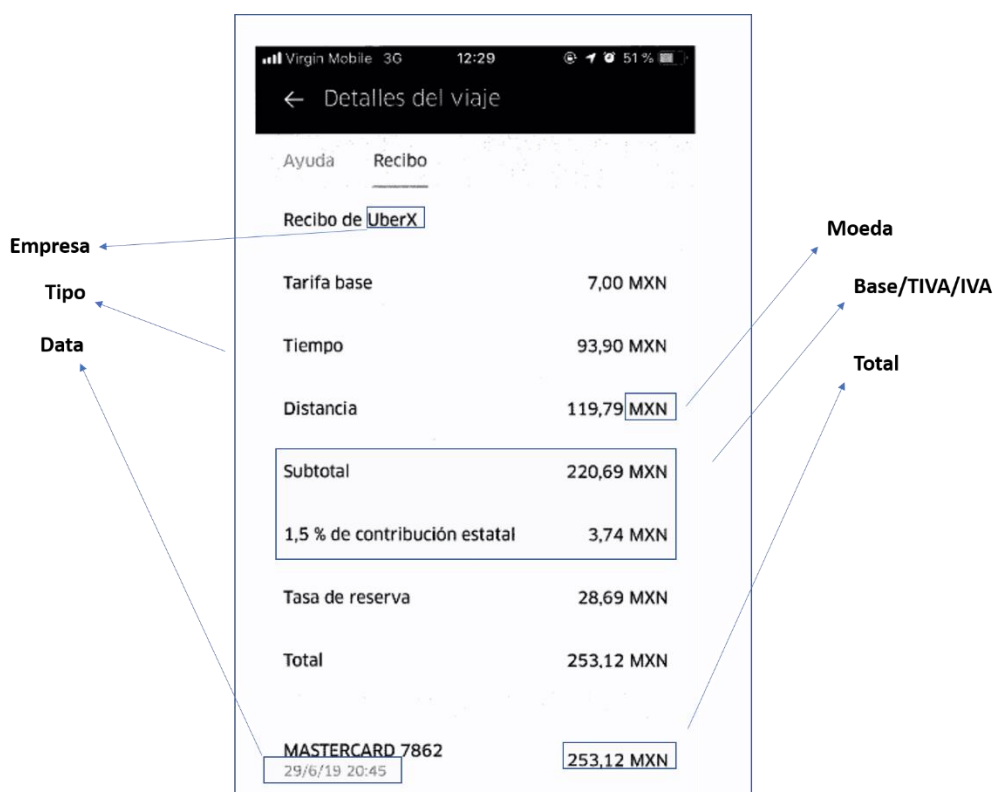 Virgin Mobile 3G 12:29 51 %
← Detalles del viaje
Ayuda Recibo
Recibo de UberX
Empresa
Moeda
Tarifa base 7,00 MXN
Tipo
Base/TIVA/IVA
Tiempo 93,90 MXN
Data
Total
Distancia 119,79 MXN
Subtotal 220,69 MXN
1,5 % de contribución estatal 3,74 MXN
Tasa de reserva 28,69 MXN
Total 253,12 MXN
MASTERCARD 7862 253,12 MXN
29/6/19 20:45